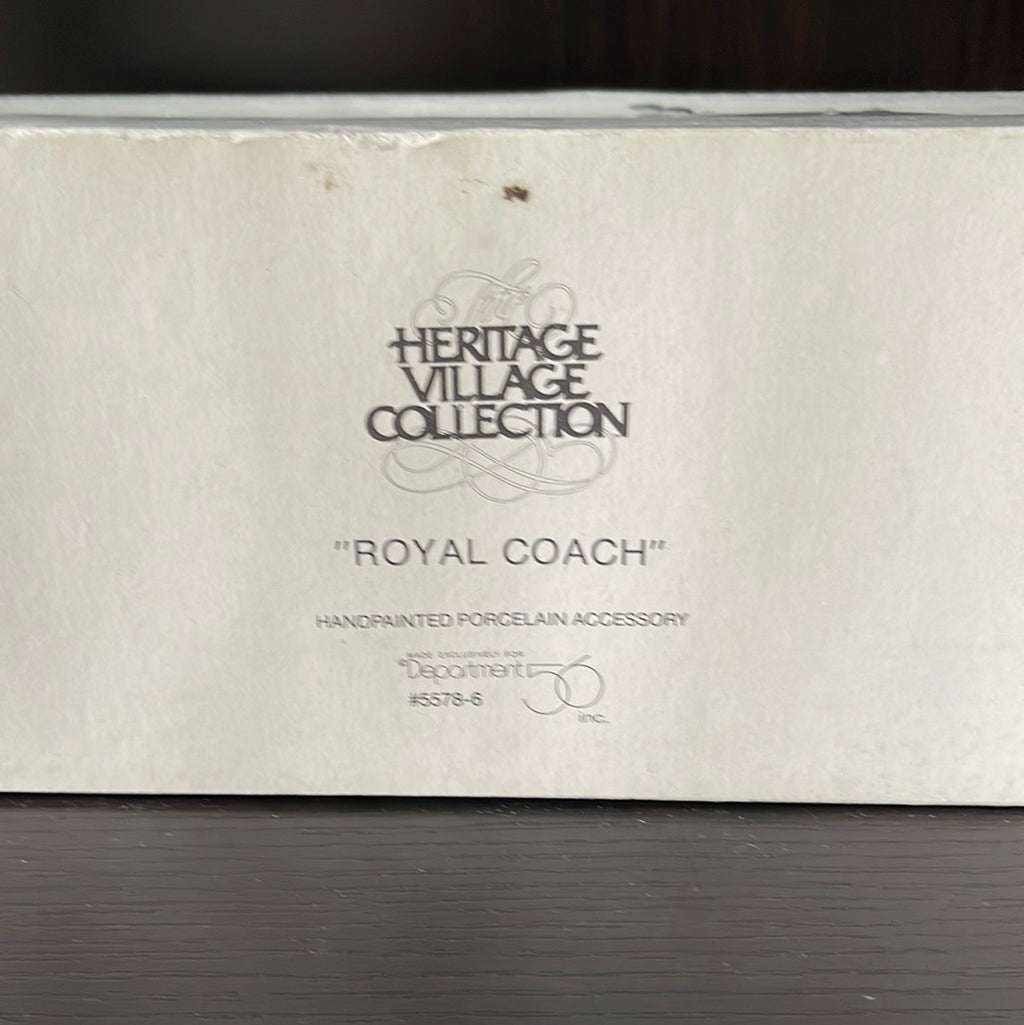 The
HERITAGE
VILLAGE
COLLECTION
"ROYAL COACH"
HANDPAINTED PORCELAIN ACCESSORY
MADE EXCLUSIVELY FOR
©Department 56
#5578-6
inc.